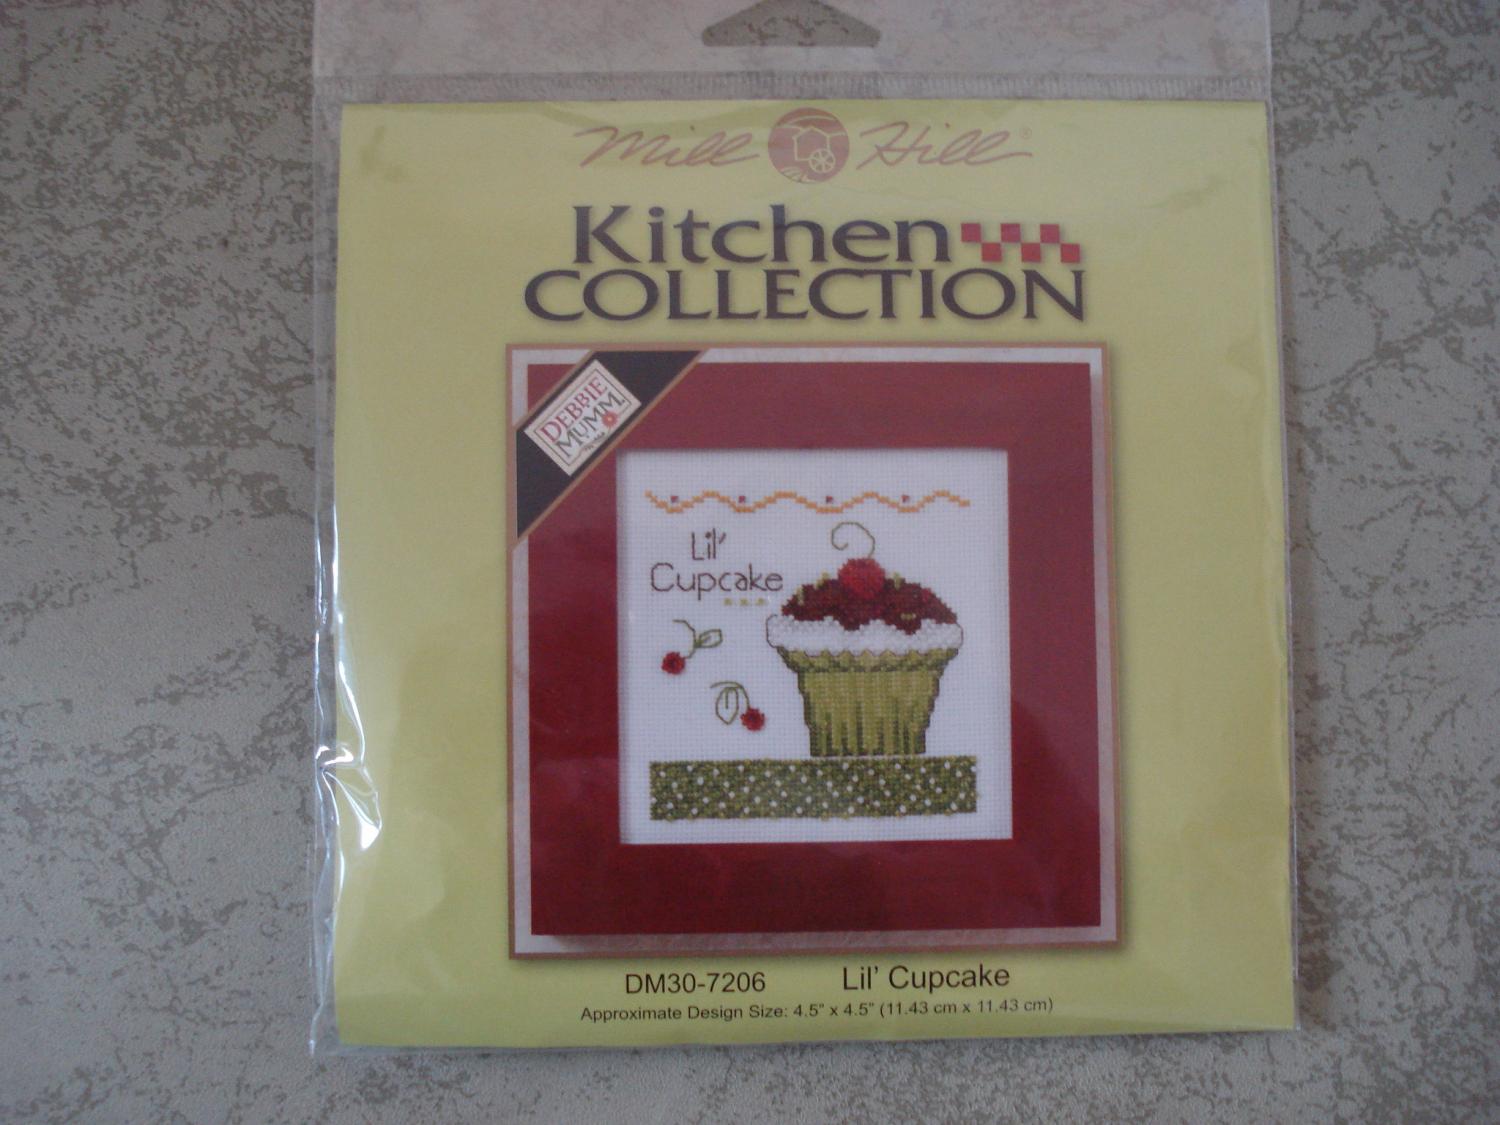 Mill Hill®
Kitchen
COLLECTION
DEBBIE
MUMM
Lil'
Cupcake
DM30-7206 Lil' Cupcake
Approximate Design Size: 4.5" x 4.5" (11.43 cm x 11.43 cm)